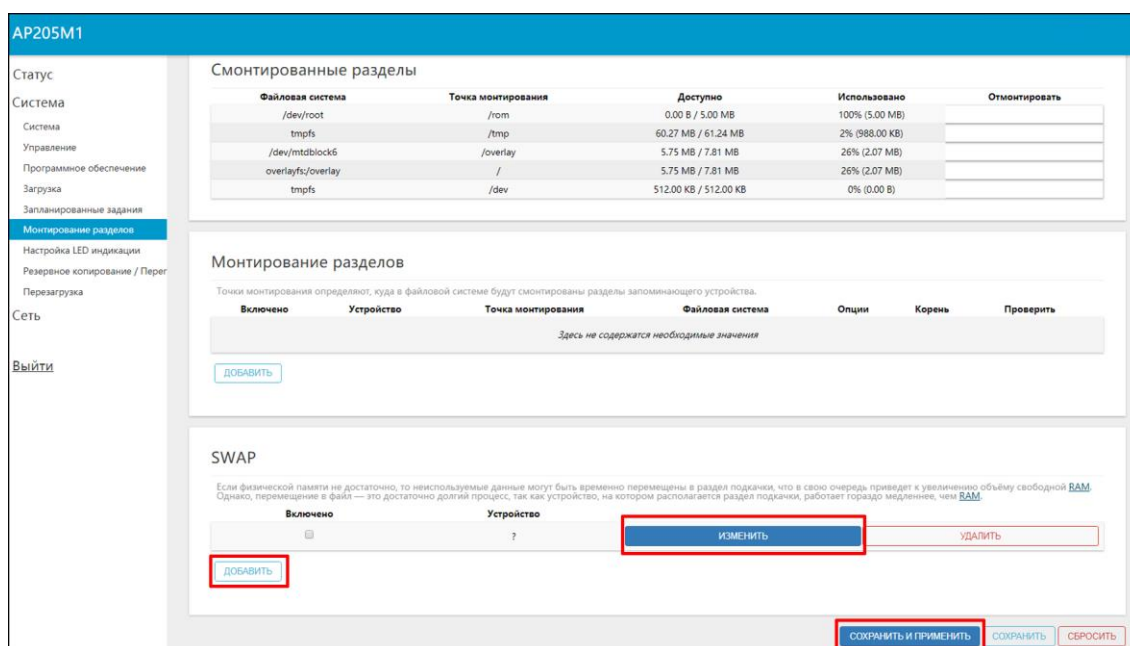 AP205M1
Статус
Система
Система
Управление
Программное обеспечение
Загрузка
Запланированные задания
Монтирование разделов
Настройка LED индикации
Резервное копирование / Перег
Перезагрузка
Сеть
Выйти
Смонтированные разделы
Файловая система Точка монтирования Доступно Использовано Отмонтировать
/dev/root /rom 0.00 B / 5.00 MB 100% (5.00 MB)
tmpfs /tmp 60.27 MB / 61.24 MB 2% (988.00 KB)
/dev/mtdblock6 /overlay 5.75 MB / 7.81 MB 26% (2.07 MB)
overlayfs:/overlay / 5.75 MB / 7.81 MB 26% (2.07 MB)
tmpfs /dev 512.00 KB / 512.00 KB 0% (0.00 B)
Монтирование разделов
Точки монтирования определяют, куда в файловой системе будут смонтированы разделы запоминающего устройства.
Включено Устройство Точка монтирования Файловая система Опции Корень Проверить
Здесь не содержатся необходимые значения
ДОБАВИТЬ
SWAP
Если физической памяти не достаточно, то неиспользуемые данные могут быть временно перемещены в раздел подкачки, что в свою очередь приведет к увеличению объёму свободной RAM.
Однако, перемещение в файл — это достаточно долгий процесс, так как устройство, на котором располагается раздел подкачки, работает гораздо медленнее, чем RAM.
Включено Устройство
? ИЗМЕНИТЬ УДАЛИТЬ
ДОБАВИТЬ
СОХРАНИТЬ И ПРИМЕНИТЬ СОХРАНИТЬ СБРОСИТЬ